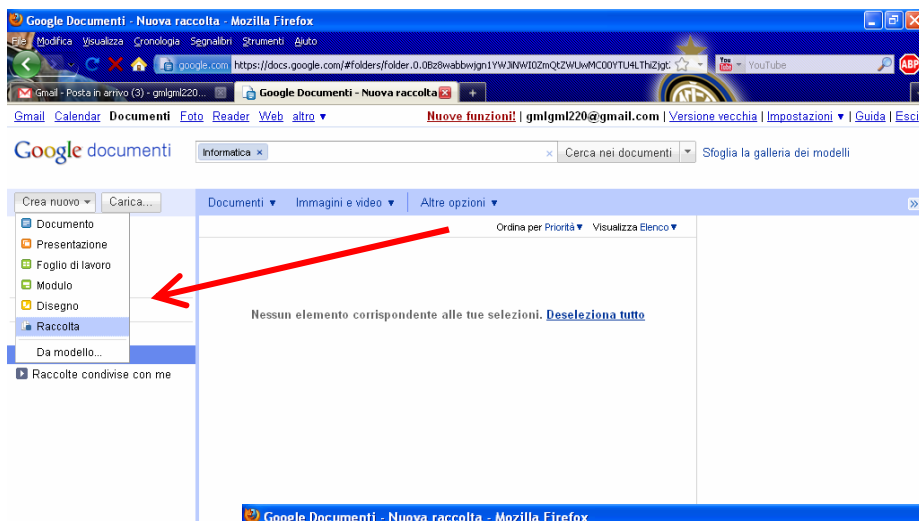 Google Documenti - Nuova raccolta - Mozilla Firefox
File Modifica Visualizza Cronologia Segnalibri Strumenti Aiuto
google.com https://docs.google.com/#folders/folder.0.0Bz8wabbwjgn1YWJiNWI0ZmQtZWUwMC00YTU4LThiZjgt. You Tube YouTube ABP
Gmail - Posta in arrivo (3) - gmlgml220... Google Documenti - Nuova raccolta +
Gmail Calendar Documenti Foto Reader Web altro ▼ Nuove funzioni! | gmlgml220@gmail.com | Versione vecchia | Impostazioni ▼ | Guida | Esci
Google documenti Informatica × × Cerca nei documenti Sfoglia la galleria dei modelli
Crea nuovo Carica... Documenti ▼ Immagini e video ▼ Altre opzioni ▼ »
Documento
Ordina per Priorità ▼ Visualizza Elenco ▼
Presentazione
Foglio di lavoro
Modulo
Disegno
Nessun elemento corrispondente alle tue selezioni. Deseleziona tutto
Raccolta
Da modello...
Raccolte condivise con me
Google Documenti - Nuova raccolta - Mozilla Firefox